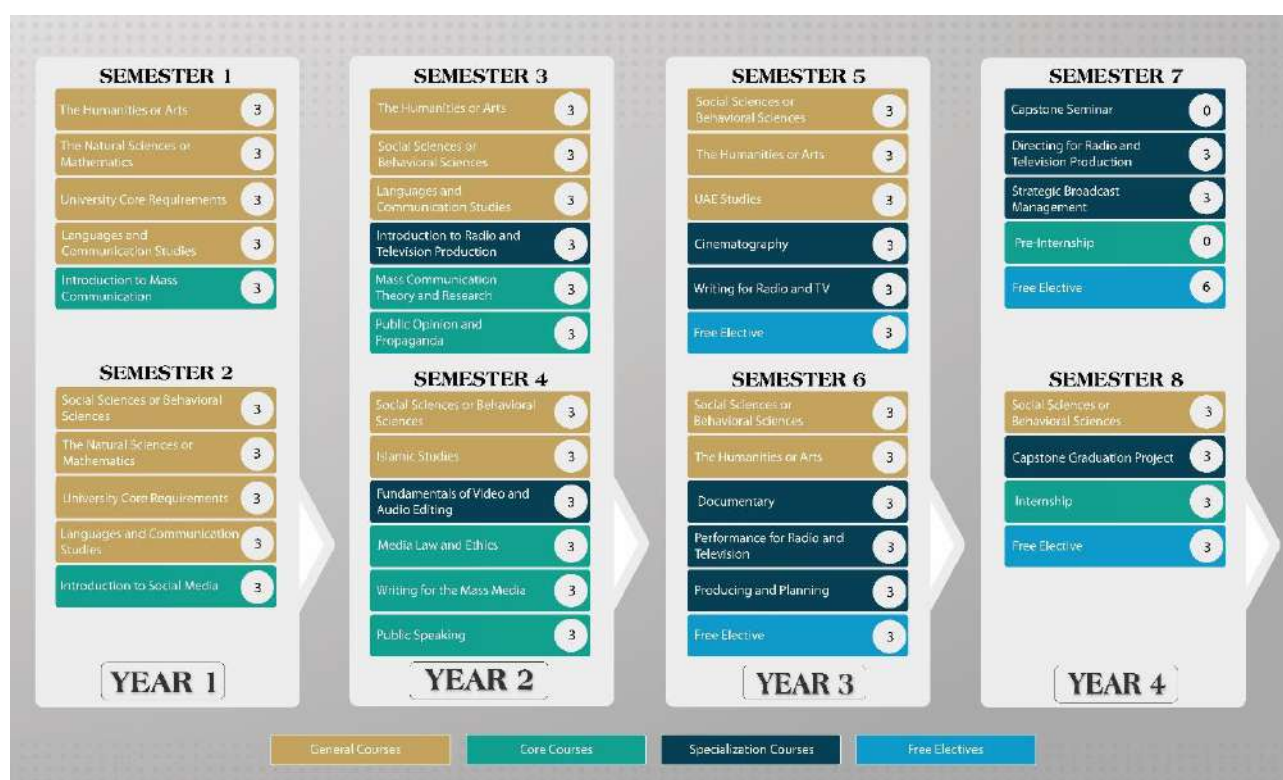 SEMESTER 1
The Humanities or Arts
3
The Natural Sciences or
Mathematics
3
University Core Requirements
3
Languages and
Communication Studies
3
Introduction to Mass
Communication
3
SEMESTER 2
Social Sciences or Behavioral
Sciences
3
The Natural Sciences or
Mathematics
3
University Core Requirements
3
Languages and Communication
Studies
3
Introduction to Social Media
3
YEAR 1
SEMESTER 3
The Humanities or Arts
3
Social Sciences or
Behavioral Sciences
3
Languages and
Communication Studies
3
Introduction to Radio and
Television Production
3
Mass Communication
Theory and Research
3
Public Opinion and
Propaganda
3
SEMESTER 4
Social Sciences or Behavioral
Sciences
3
Islamic Studies
3
Fundamentals of Video and
Audio Editing
3
Media Law and Ethics
3
Writing for the Mass Media
3
Public Speaking
3
YEAR 2
SEMESTER 5
Social Sciences or
Behavioral Sciences
3
The Humanities or Arts
3
UAE Studies
3
Cinematography
3
Writing for Radio and TV
3
Free Elective
3
SEMESTER 6
Social Sciences or
Behavioral Sciences
3
The Humanities or Arts
3
Documentary
3
Performance for Radio and
Television
3
Producing and Planning
3
Free Elective
3
YEAR 3
SEMESTER 7
Capstone Seminar
0
Directing for Radio and
Television Production
3
Strategic Broadcast
Management
3
Pre-Internship
0
Free Elective
6
SEMESTER 8
Social Sciences or
Behavioral Sciences
3
Capstone Graduation Project
3
Internship
3
Free Elective
3
YEAR 4
General Courses
Core Courses
Specialization Courses
Free Electives